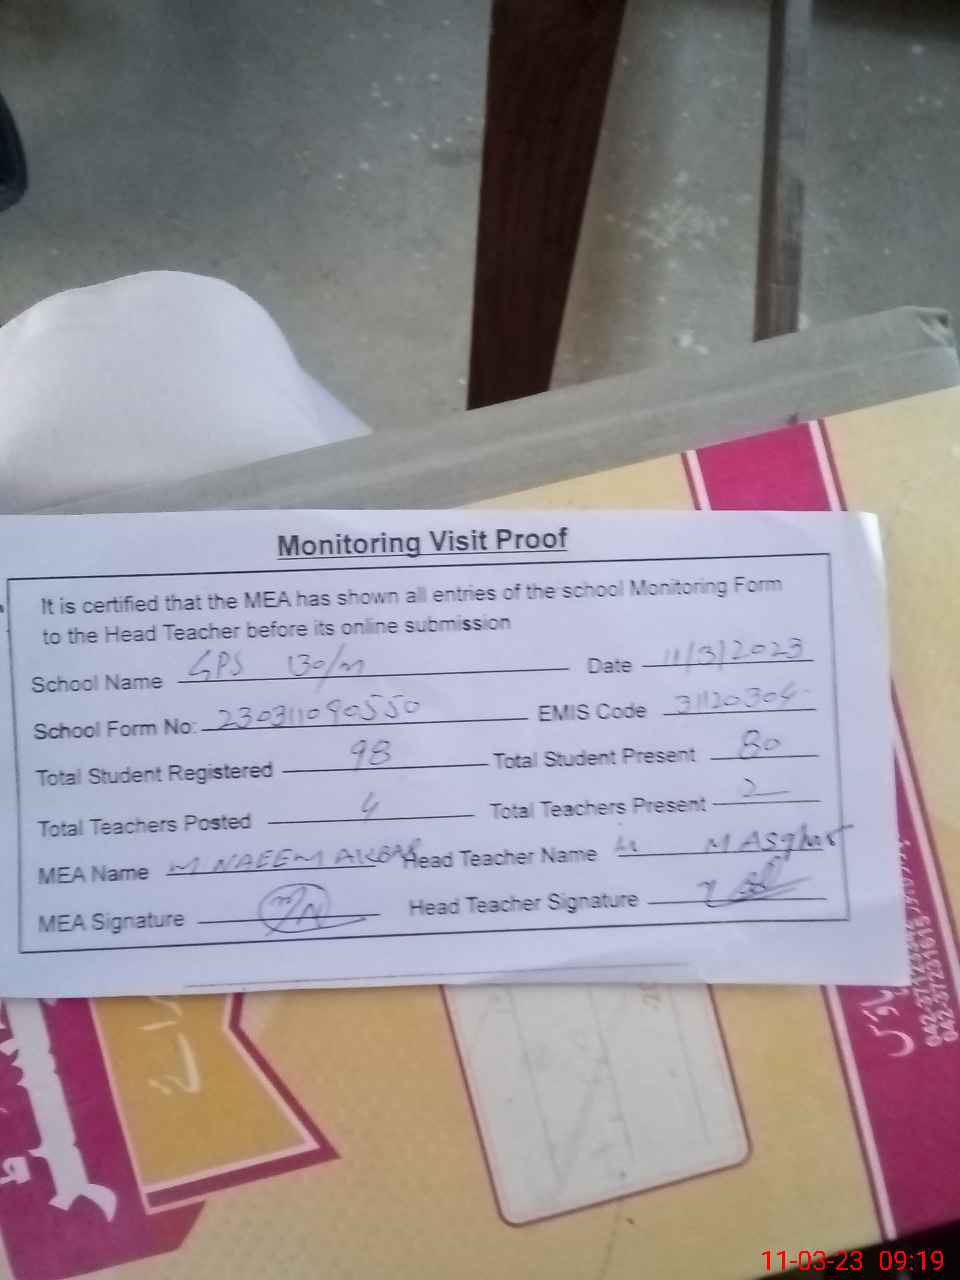 Monitoring Visit Proof
It is certified that the MEA has shown all entries of the school Monitoring Form
to the Head Teacher before its online submission
School Name GPS 130/m Date 11/3/2023
School Form No: 230311090550 EMIS Code 31120304
Total Student Registered 98 Total Student Present 80
Total Teachers Posted 4 Total Teachers Present 2
MEA Name M NAEEM AKBAR Head Teacher Name M Asghar
MEA Signature Head Teacher Signature
042-37231615
11-03-23 09:19